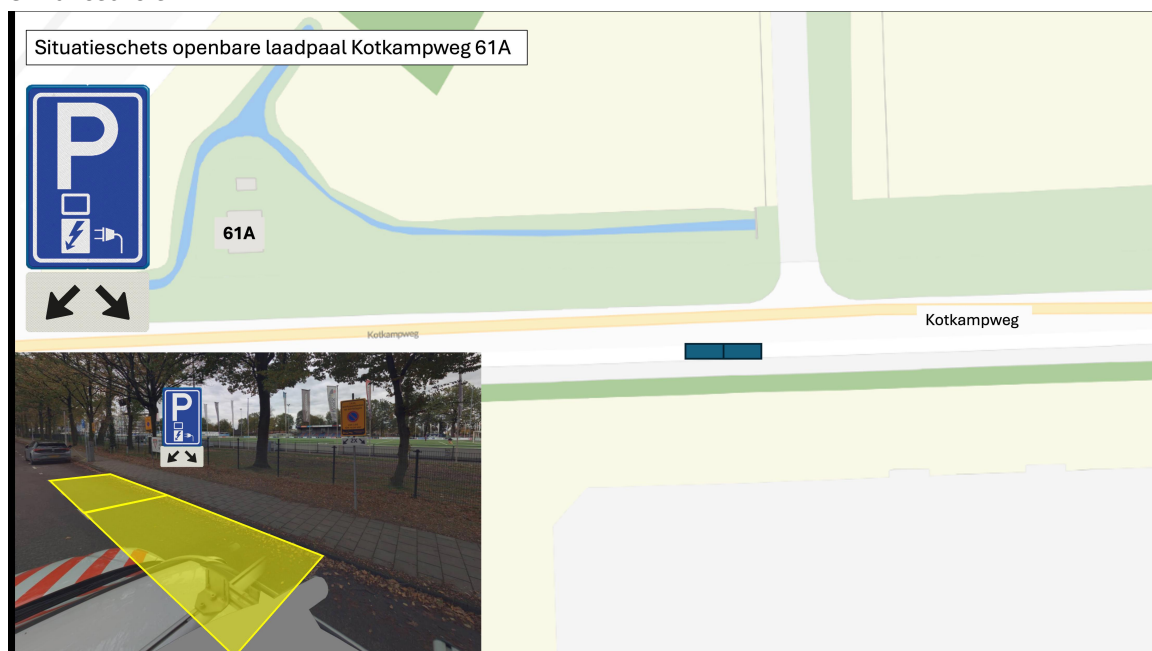 Situatieschets openbare laadpaal Kotkampweg 61A
P
61A
Kotkampweg
Kotkampweg
P